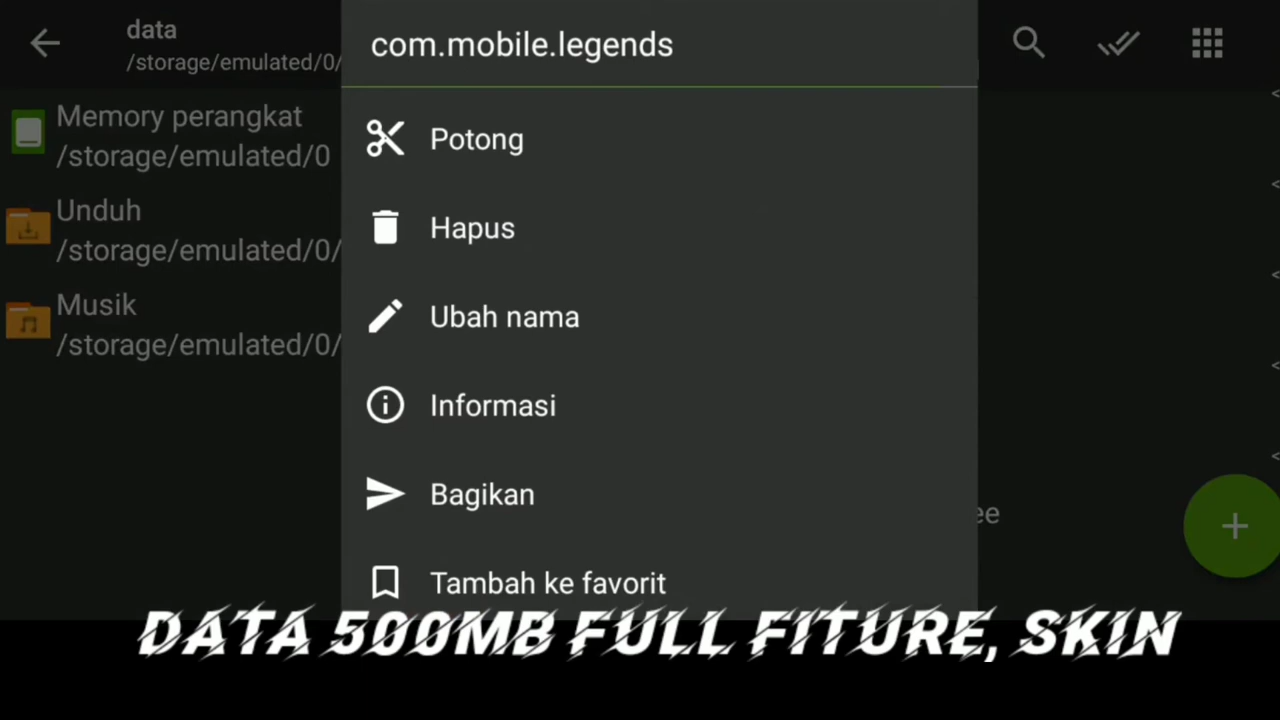 data
/storage/emulated/0/
Memory perangkat
/storage/emulated/0
Unduh
/storage/emulated/0/
Musik
/storage/emulated/0/
com.mobile.legends
Potong
Hapus
Ubah nama
Informasi
Bagikan
Tambah ke favorit
DATA 500MB FULL FITURE, SKIN